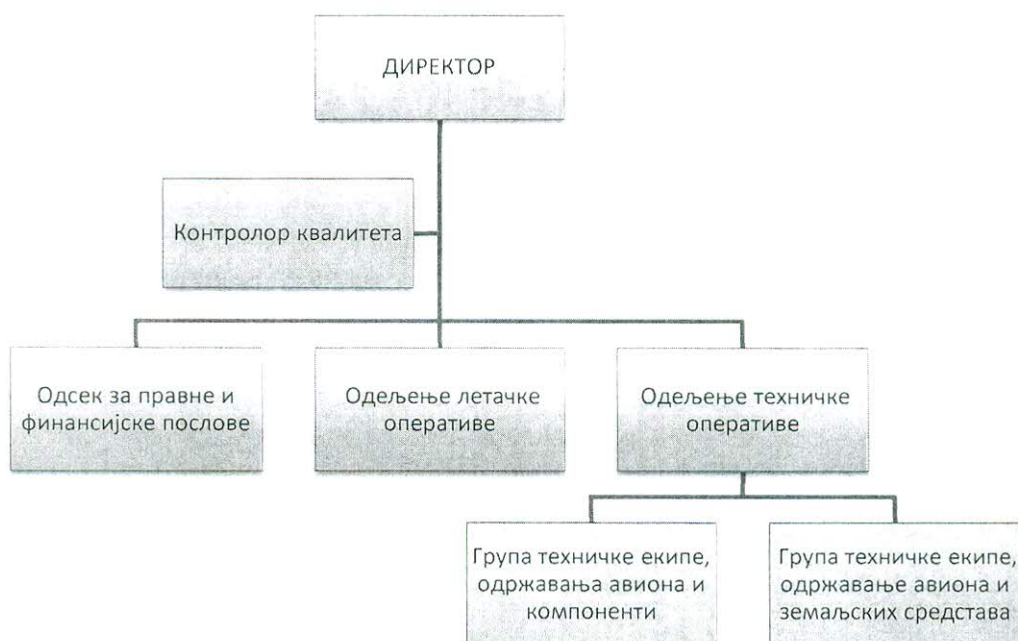 ДИРЕКТОР
Контролор квалитета
Одсек за правне и
финансијске послове
Одељење летачке
оперативе
Одељење техничке
оперативе
Група техничке екипе,
одржавања авиона и
компоненти
Група техничке екипе,
одржавање авиона и
земаљских средстава